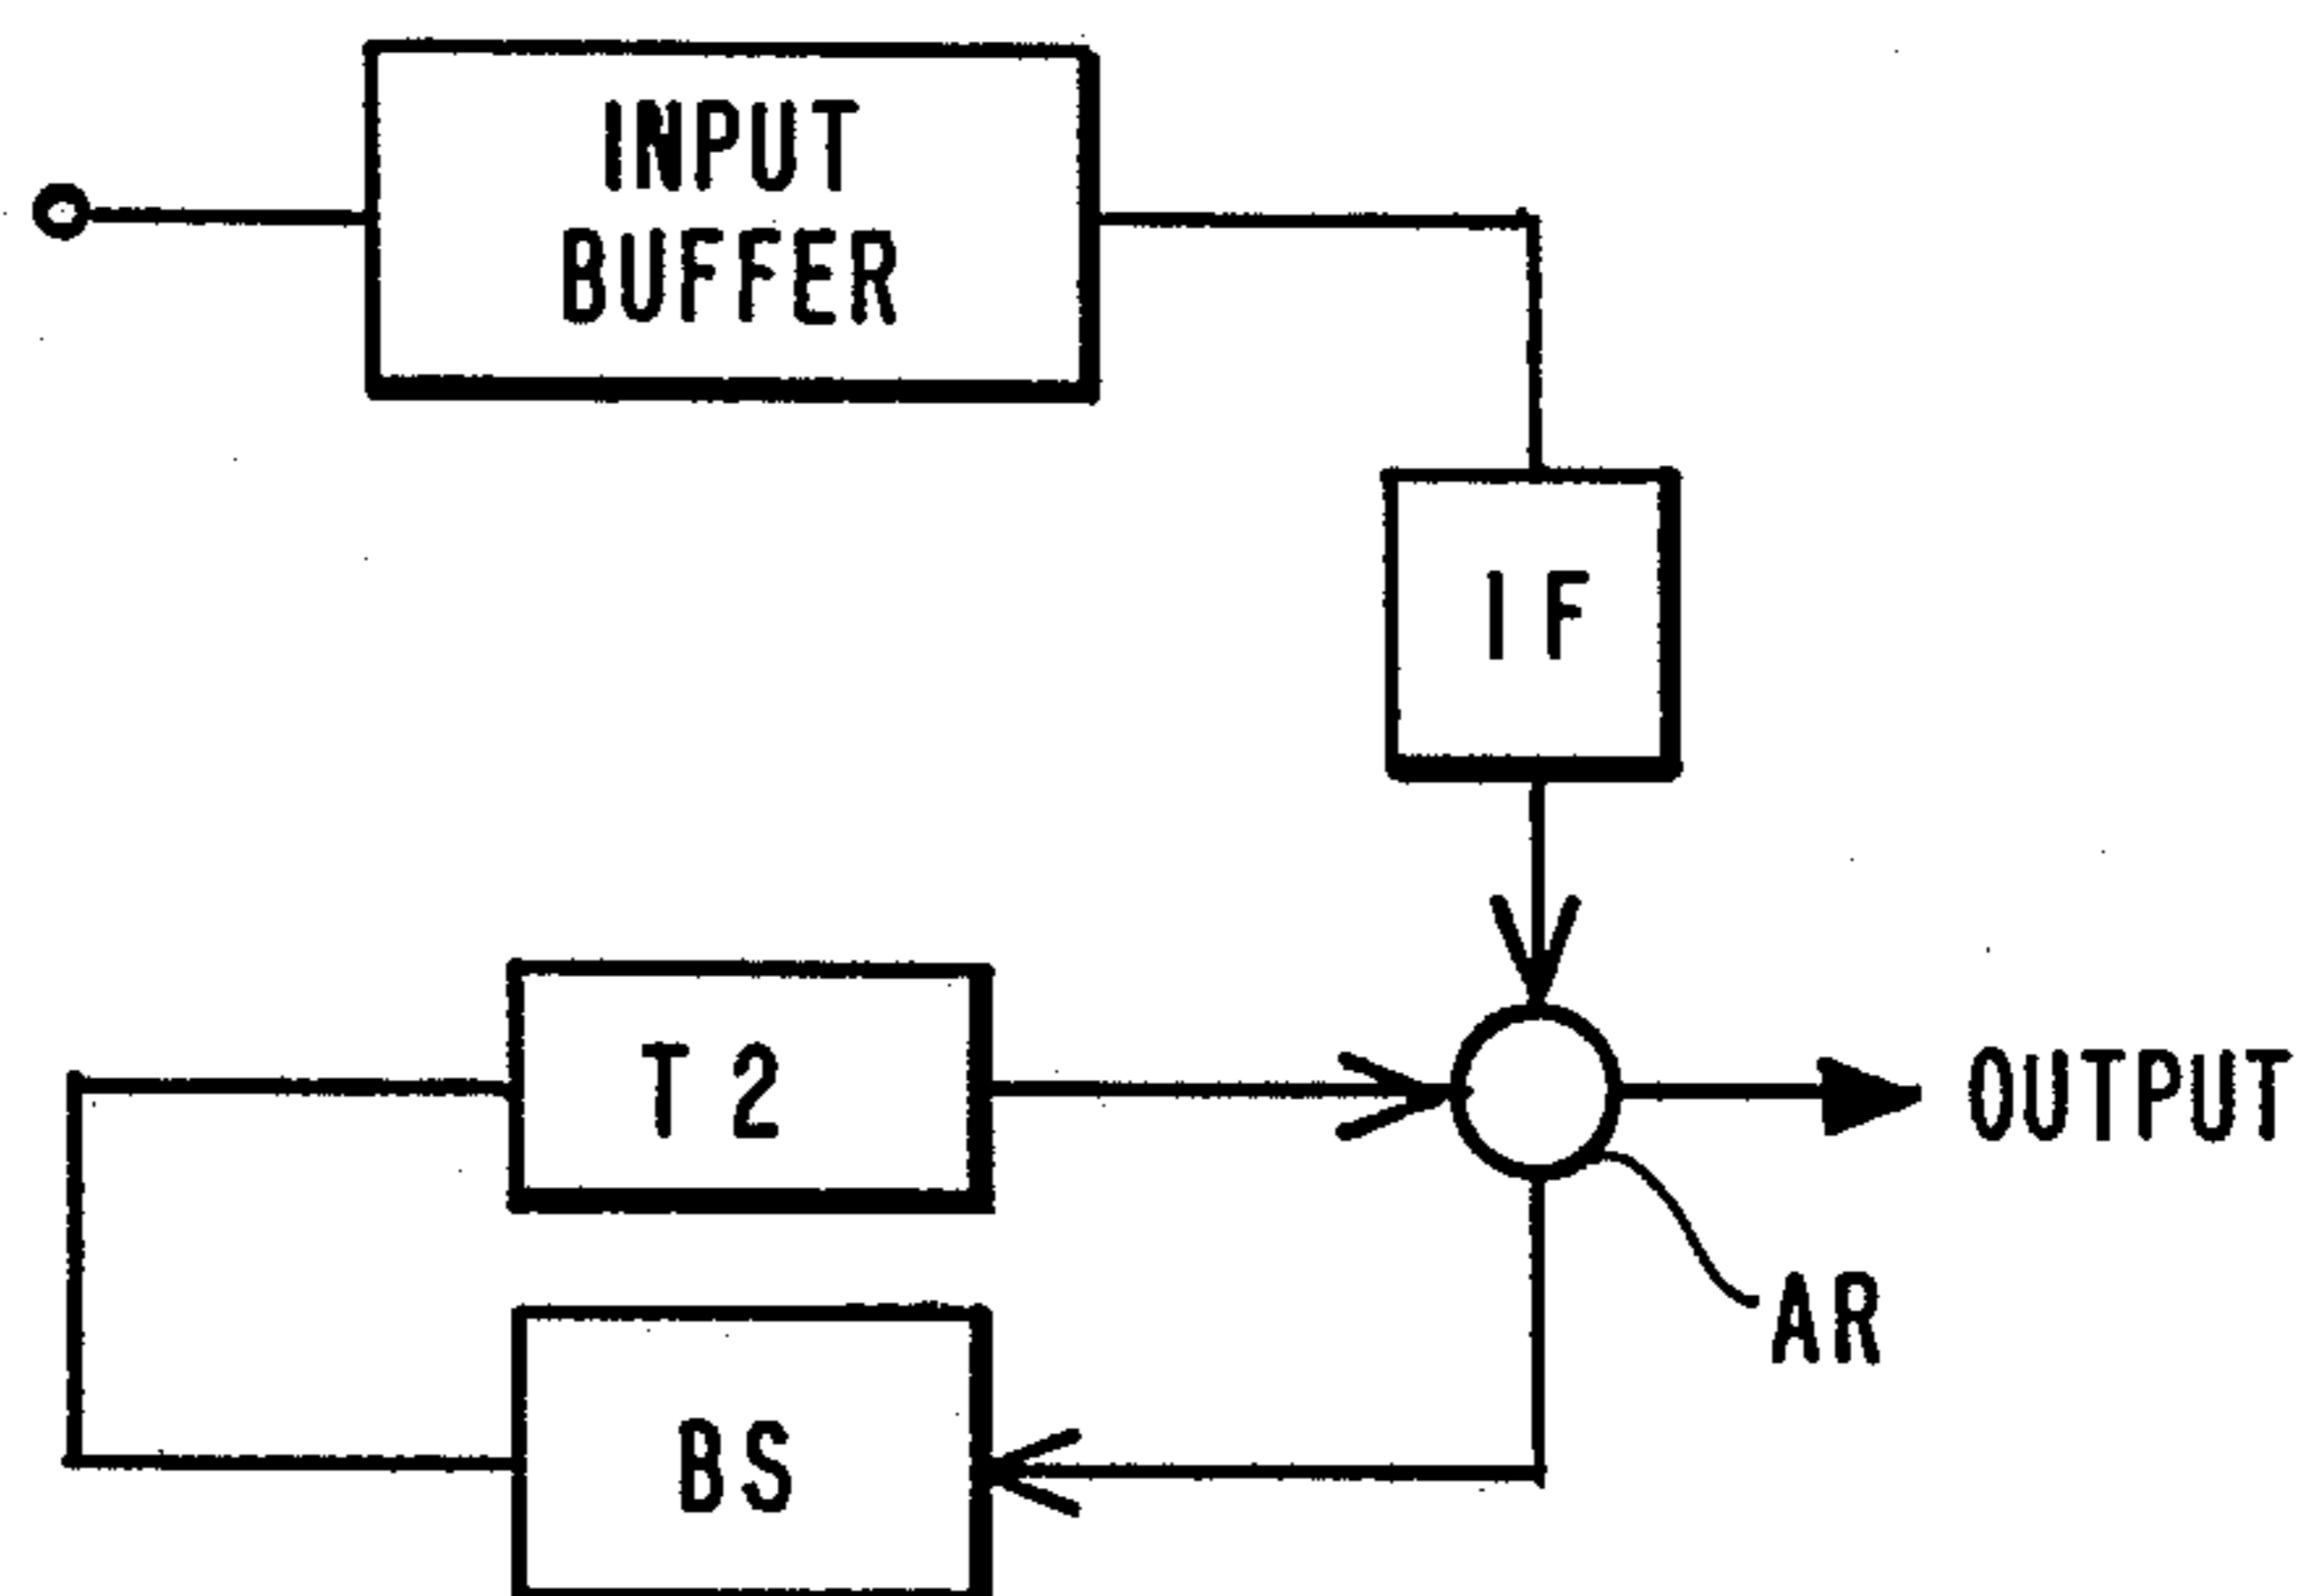 INPUT
BUFFER
IF
T2
OUTPUT
AR
BS